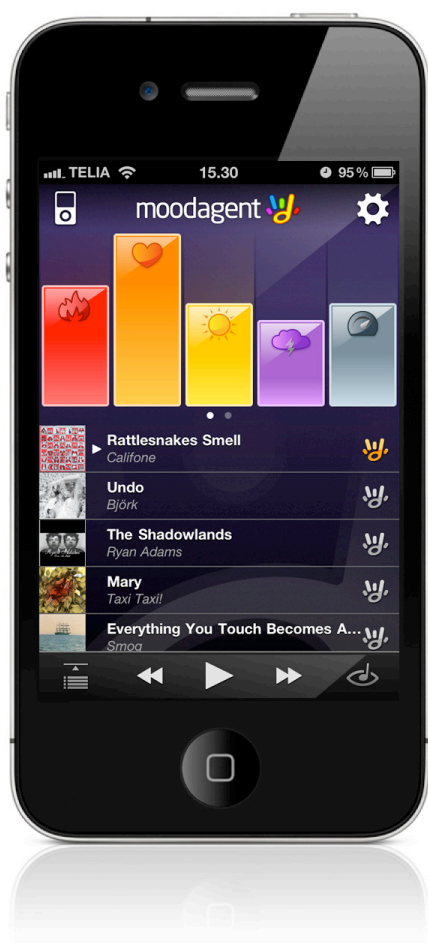 TELIA 15.30 95%
moodagent
Rattlesnakes Smell
Califone
Undo
Björk
The Shadowlands
Ryan Adams
Mary
Taxi Taxi!
Everything You Touch Becomes A...
Smog